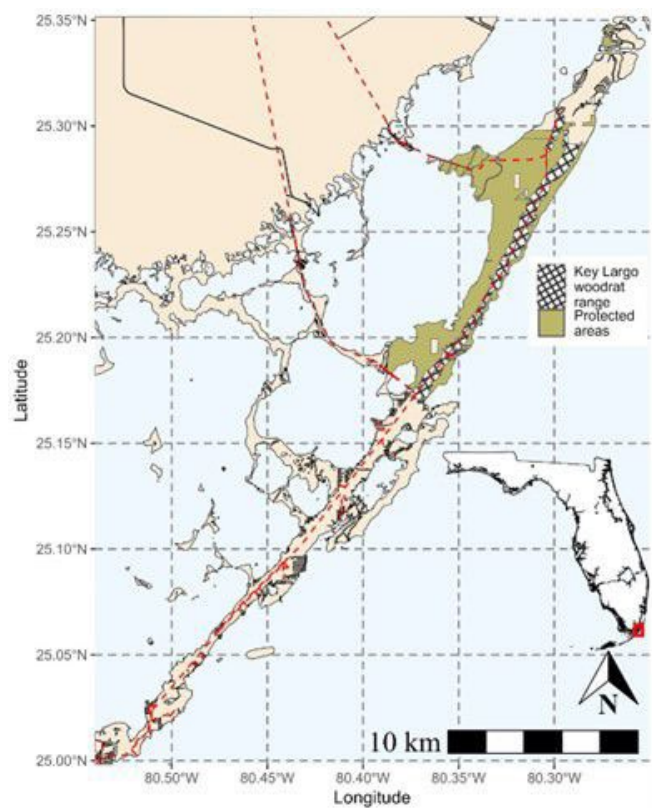 25.35°N
25.30°N
25.25°N
25.20°N
25.15°N
25.10°N
25.05°N
25.00°N
Latitude
Key Largo
woodrat
range
Protected
areas
N
10 km
80.50°W
80.45°W
80.40°W
80.35°W
80.30°W
Longitude